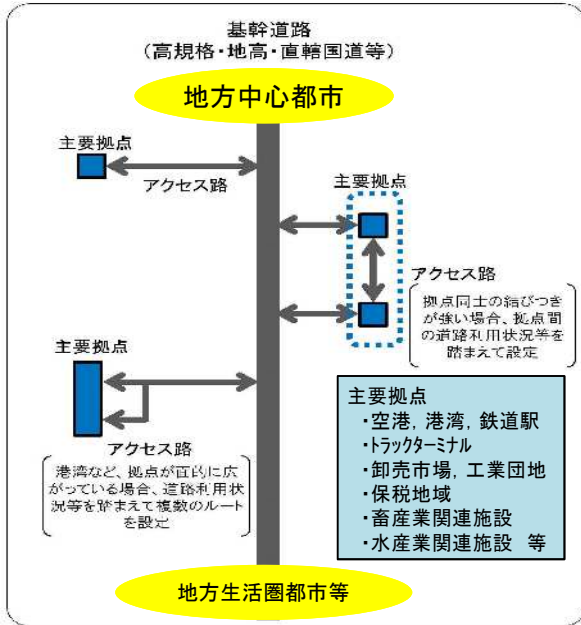 基幹道路
（高規格・地高・直轄国道等）
地方中心都市
主要拠点
アクセス路
主要拠点
アクセス路
拠点同士の結びつき
が強い場合、拠点間
の道路利用状況等を
踏まえて設定
主要拠点
アクセス路
港湾など、拠点が面的に広
がっている場合、道路利用状
況等を踏まえて複数のルート
を設定
主要拠点
・空港，港湾，鉄道駅
・ﾄﾗｯｸﾀｰﾐﾅﾙ
・卸売市場，工業団地
・保税地域
・畜産業関連施設
・水産業関連施設　等
地方生活圏都市等